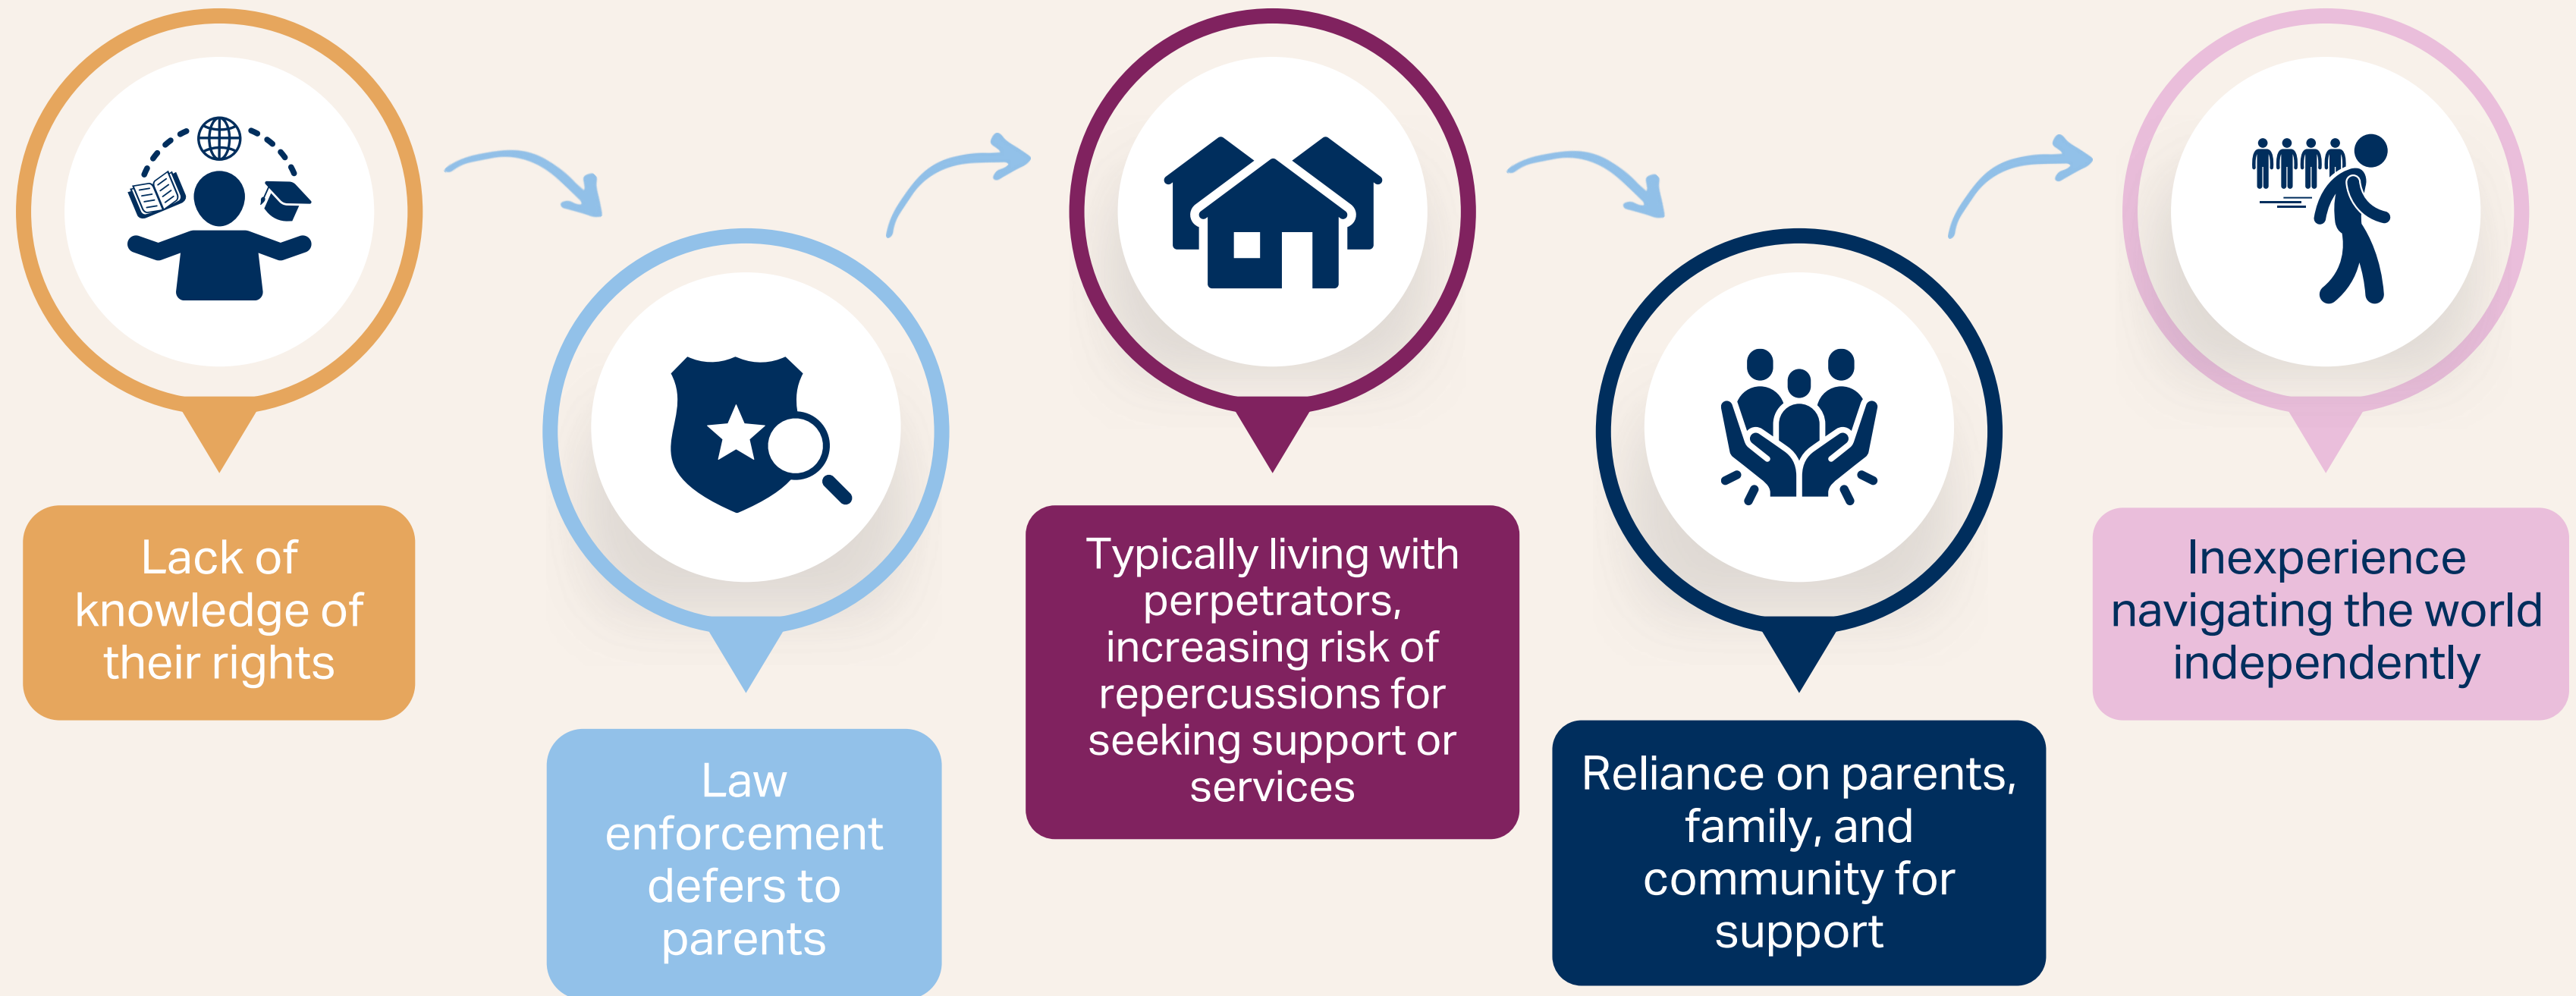 Lack of
knowledge of
their rights
Law
enforcement
defers to
parents
Typically living with
perpetrators,
increasing risk of
repercussions for
seeking support or
services
Reliance on parents,
family, and
community for
support
Inexperience
navigating the world
independently